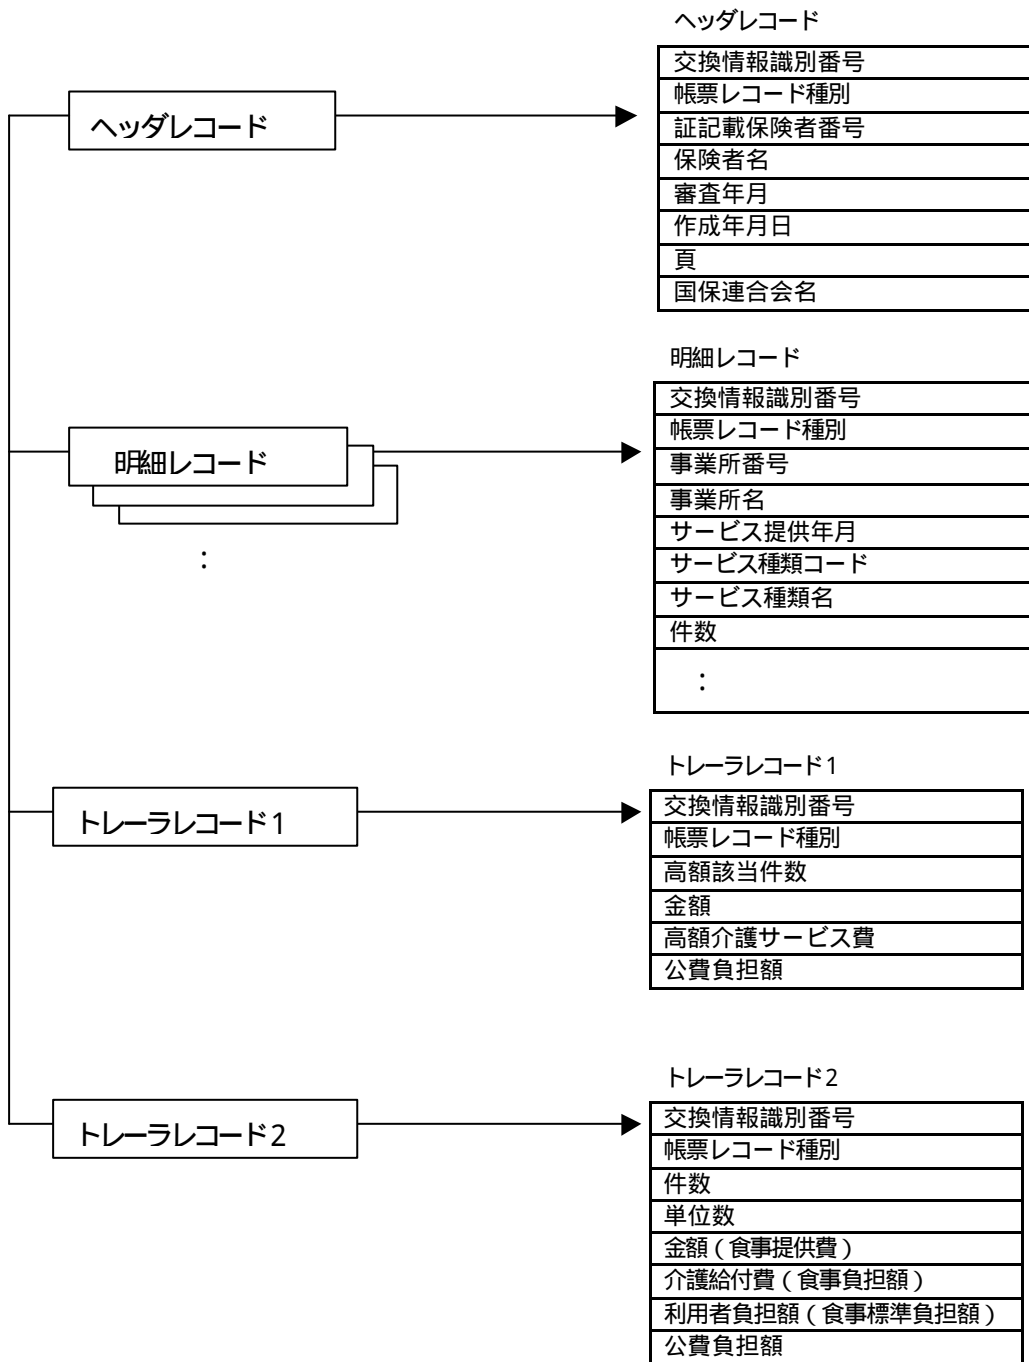 ヘッダレコード
ヘッダレコード
交換情報識別番号
帳票レコード種別
証記載保険者番号
保険者名
審査年月
作成年月日
頁
国保連合会名
明細レコード
：
明細レコード
交換情報識別番号
帳票レコード種別
事業所番号
事業所名
サービス提供年月
サービス種類コード
サービス種類名
件数
：
トレーラレコード1
トレーラレコード1
交換情報識別番号
帳票レコード種別
高額該当件数
金額
高額介護サービス費
公費負担額
トレーラレコード2
トレーラレコード2
交換情報識別番号
帳票レコード種別
件数
単位数
金額（食事提供費）
介護給付費（食事負担額）
利用者負担額（食事標準負担額）
公費負担額